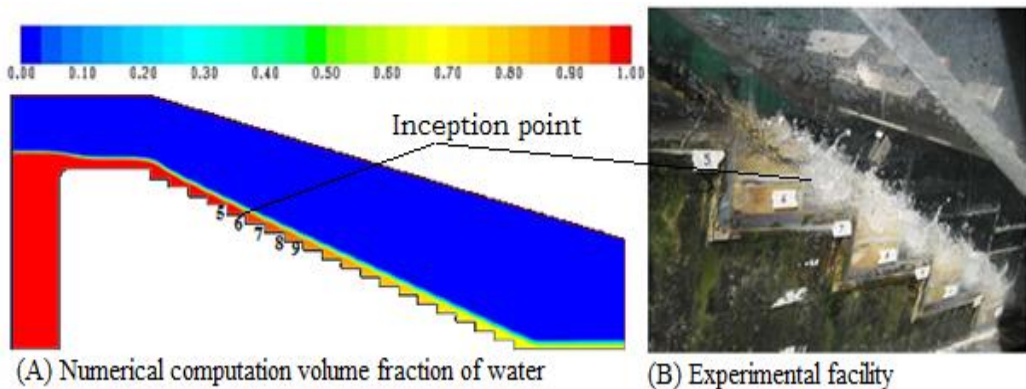 0.00 0.10 0.20 0.30 0.40 0.50 0.60 0.70 0.80 0.90 1.00
Inception point
5
6
7
8
9
5
6
7
(A) Numerical computation volume fraction of water
(B) Experimental facility